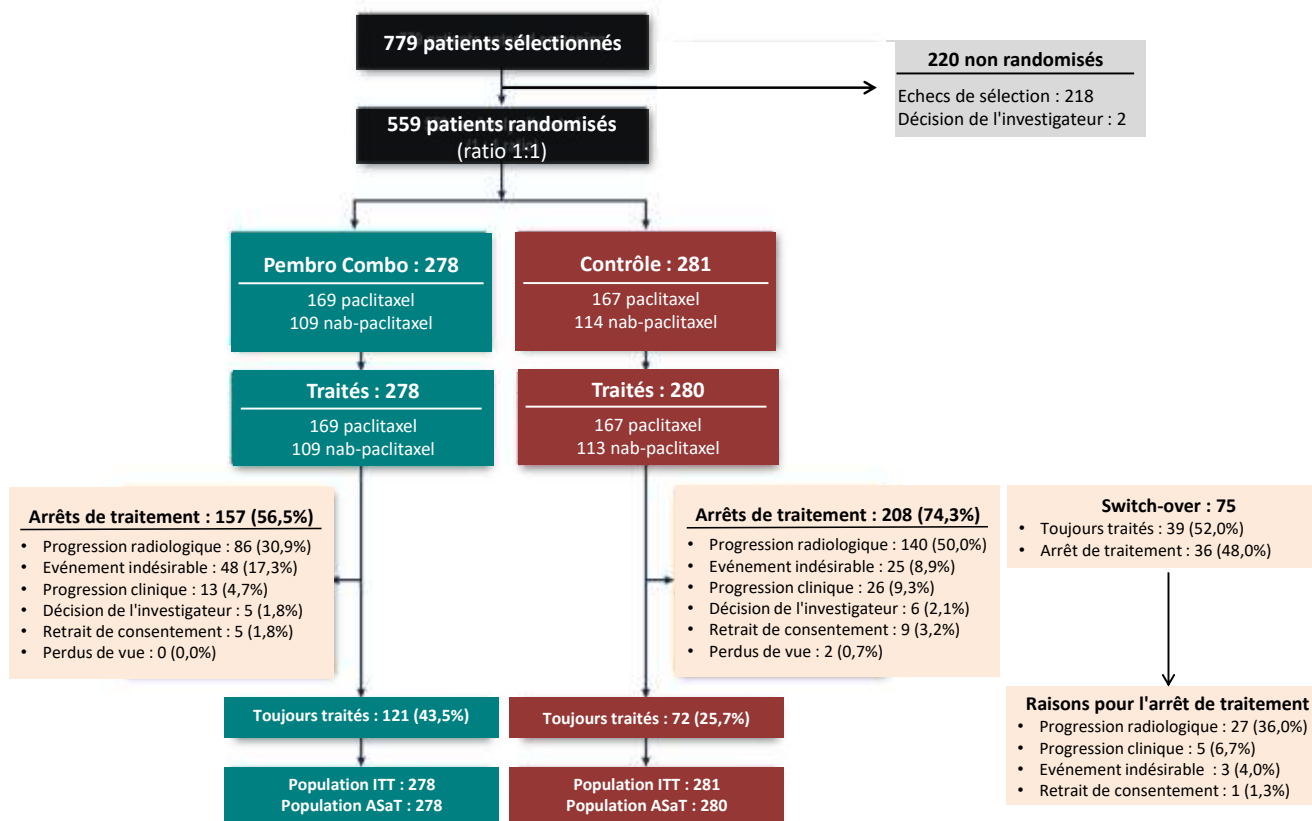 779 patients sélectionnés
220 non randomisés
Echecs de sélection : 218
Décision de l'investigateur : 2
559 patients randomisés
(ratio 1:1)
Pembro Combo : 278
169 paclitaxel
109 nab-paclitaxel
Contrôle : 281
167 paclitaxel
114 nab-paclitaxel
Traités : 278
169 paclitaxel
109 nab-paclitaxel
Traités : 280
167 paclitaxel
113 nab-paclitaxel
Arrêts de traitement : 157 (56,5%)
• Progression radiologique : 86 (30,9%)
• Evénement indésirable : 48 (17,3%)
• Progression clinique : 13 (4,7%)
• Décision de l'investigateur : 5 (1,8%)
• Retrait de consentement : 5 (1,8%)
• Perdus de vue : 0 (0,0%)
Arrêts de traitement : 208 (74,3%)
• Progression radiologique : 140 (50,0%)
• Evénement indésirable : 25 (8,9%)
• Progression clinique : 26 (9,3%)
• Décision de l'investigateur : 6 (2,1%)
• Retrait de consentement : 9 (3,2%)
• Perdus de vue : 2 (0,7%)
Switch-over : 75
• Toujours traités : 39 (52,0%)
• Arrêt de traitement : 36 (48,0%)
Toujours traités : 121 (43,5%)
Toujours traités : 72 (25,7%)
Raisons pour l'arrêt de traitement
• Progression radiologique : 27 (36,0%)
• Progression clinique : 5 (6,7%)
• Evénement indésirable : 3 (4,0%)
• Retrait de consentement : 1 (1,3%)
Population ITT : 278
Population ASaT : 278
Population ITT : 281
Population ASaT : 280